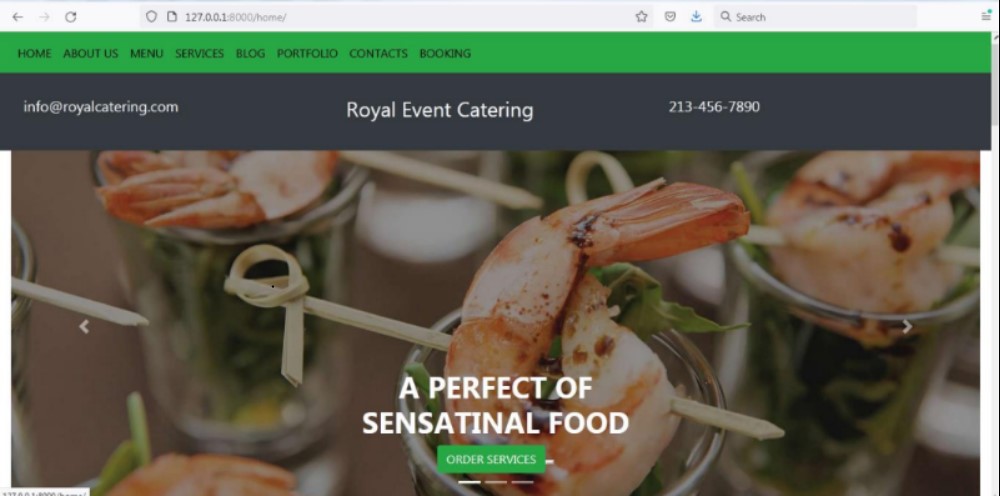 127.0.0.1:8000/home/
Search
HOME ABOUT US MENU SERVICES BLOG PORTFOLIO CONTACTS BOOKING
info@royalcatering.com
Royal Event Catering
213-456-7890
A PERFECT OF
SENSATINAL FOOD
ORDER SERVICES
127.0.0.1:8000/home/